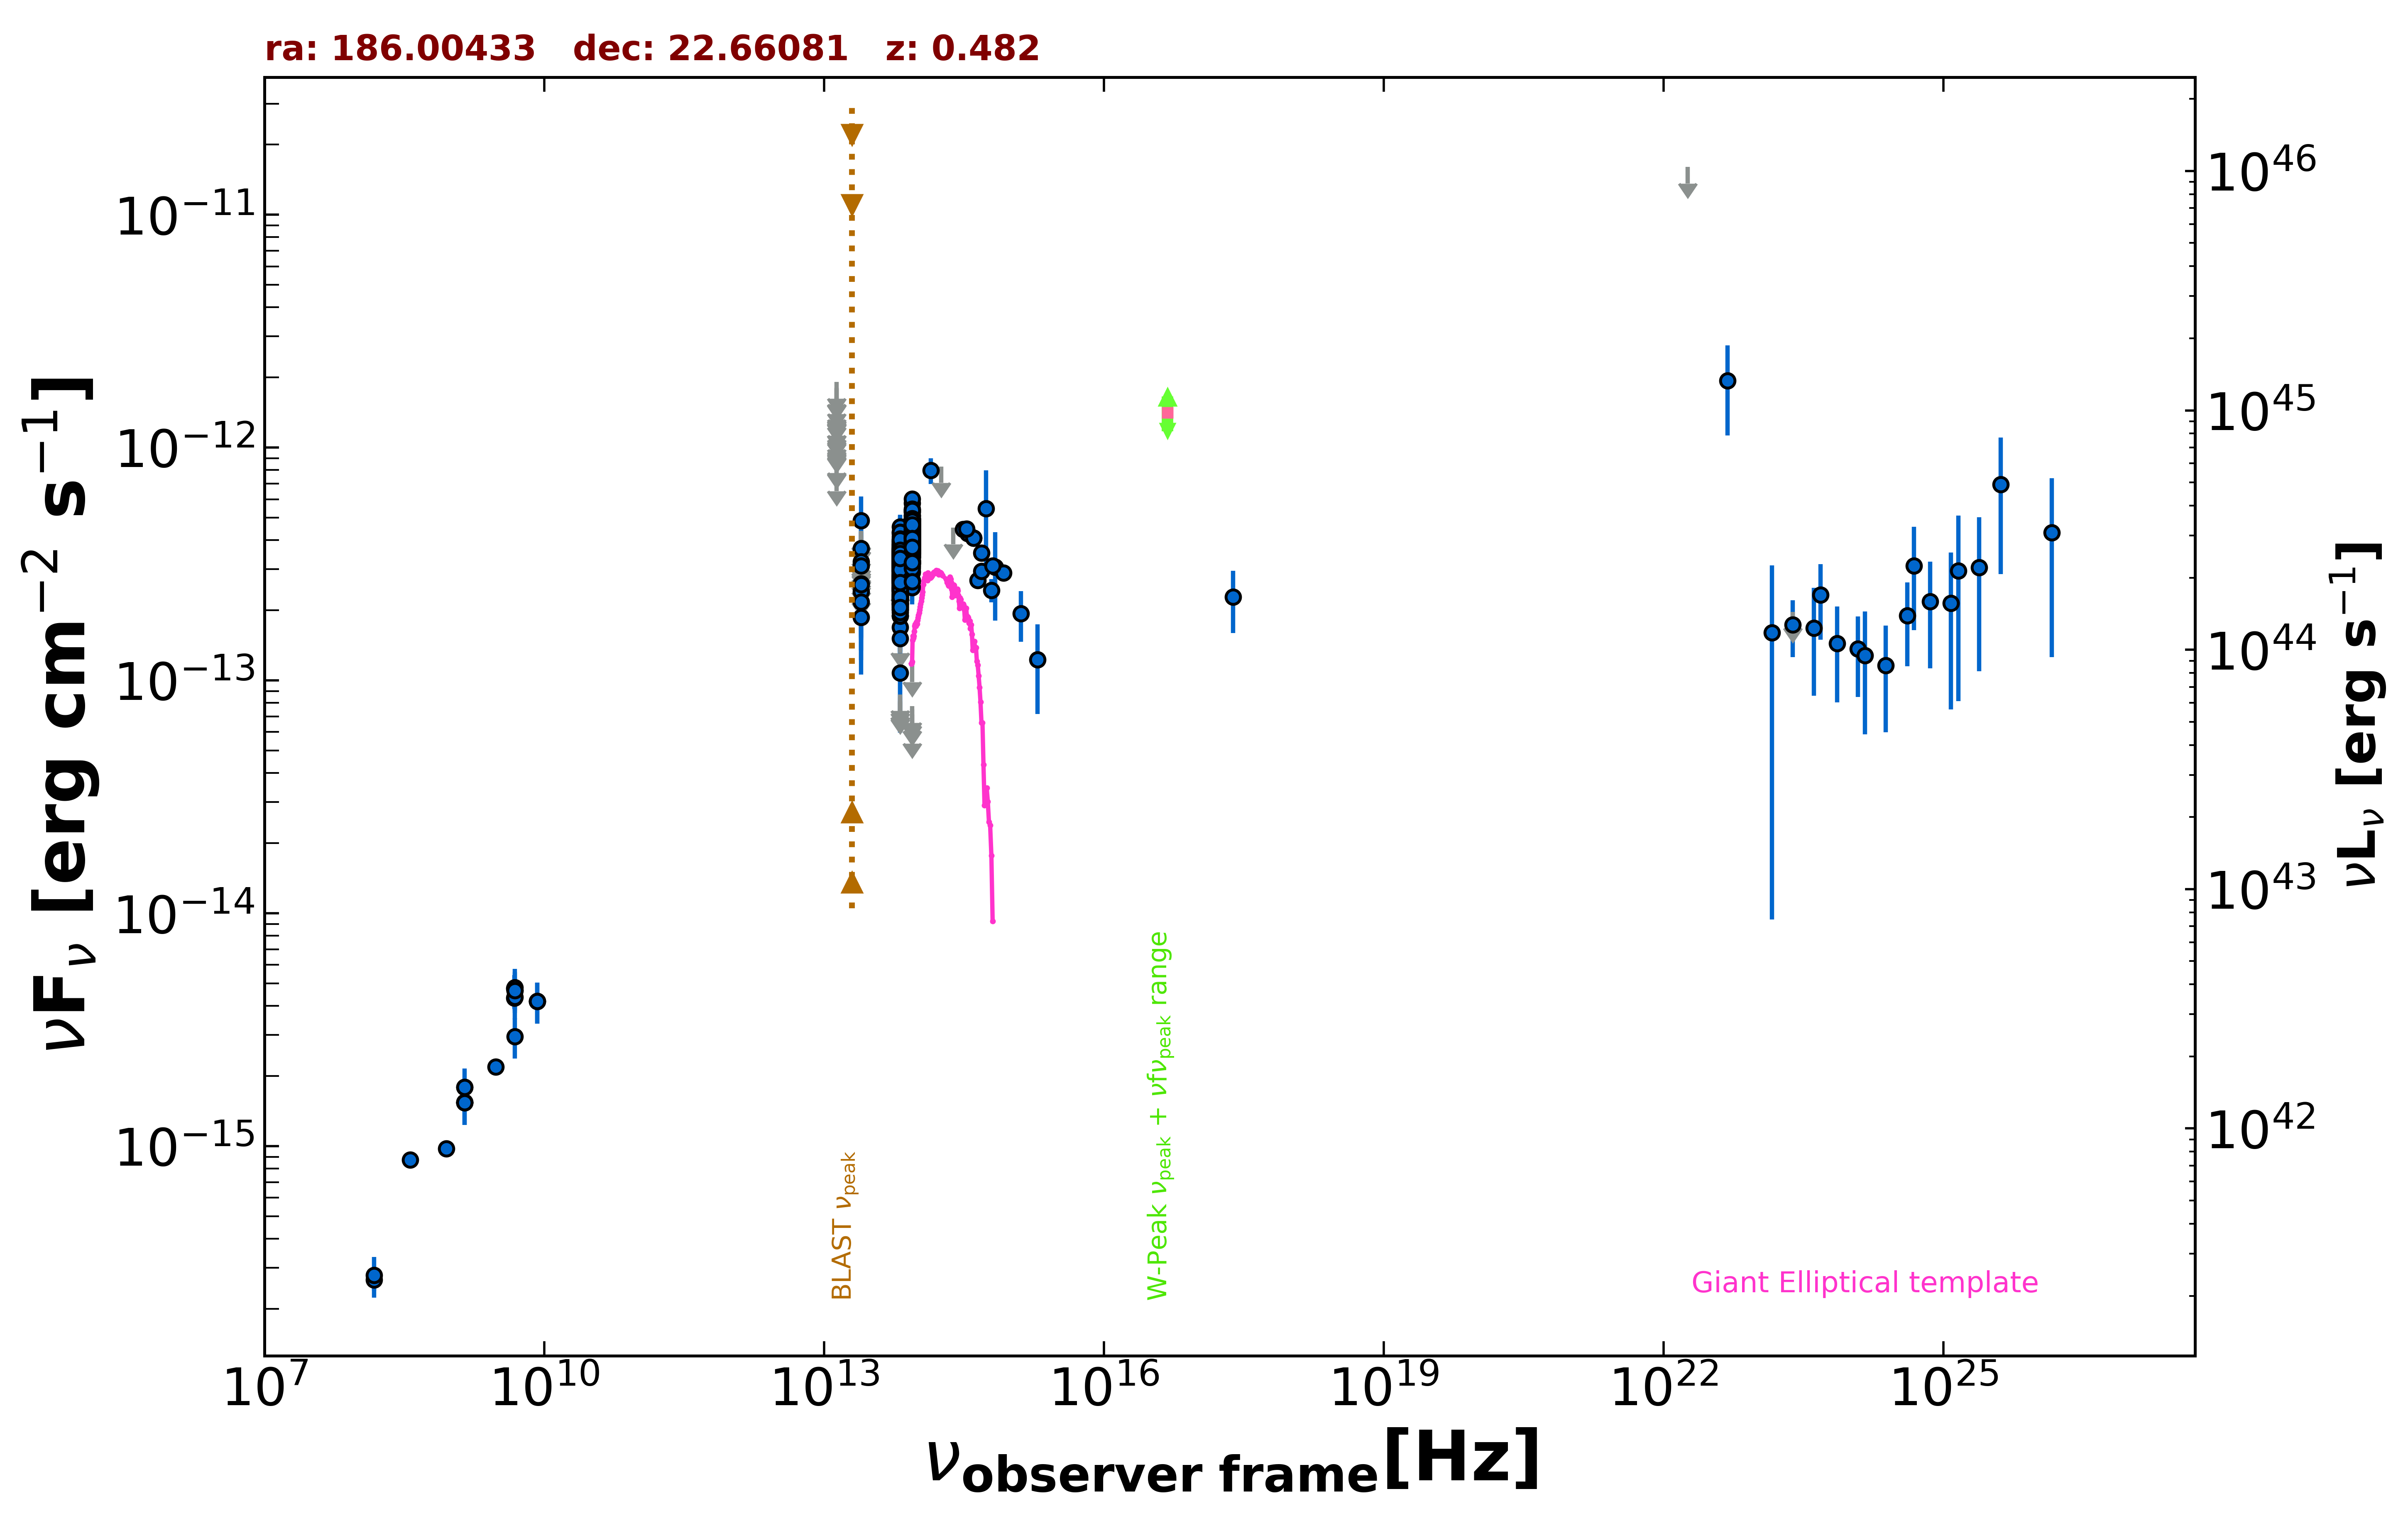 ra: 186.00433 dec: 22.66081 z: 0.482
νF_ν [erg cm⁻² s⁻¹]
10⁻¹¹
10⁻¹²
10⁻¹³
10⁻¹⁴
10⁻¹⁵
10⁴⁶
10⁴⁵
10⁴⁴
10⁴³
10⁴²
νL_ν [erg s⁻¹]
BLAST ν_peak
W-Peak ν_peak + νfν_peak range
Giant Elliptical template
10⁷
10¹⁰
10¹³
10¹⁶
10¹⁹
10²²
10²⁵
ν_observer frame[Hz]